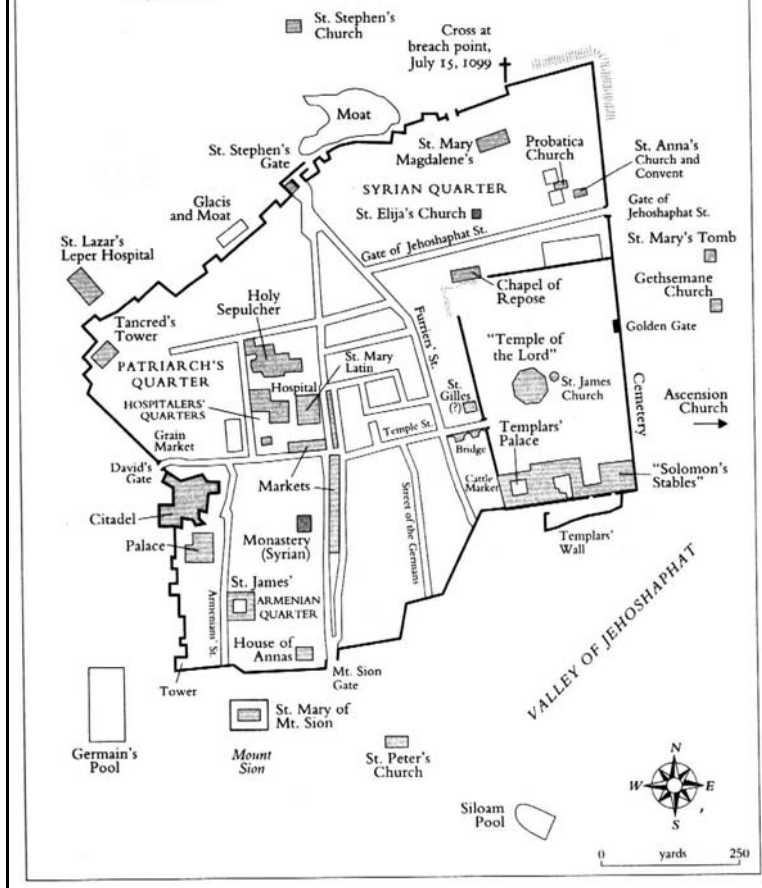 St. Stephen's
Church
Cross at
breach point,
July 15, 1099
Moat
St. Stephen's
Gate
St. Mary
Magdalene's
Probatica
Church
St. Anna's
Church and
Convent
SYRIAN QUARTER
Glacis
and Moat
St. Elija's Church
Gate of
Jehoshaphat St.
St. Lazar's
Leper Hospital
Gate of Jehoshaphat St.
St. Mary's Tomb
Chapel of
Repose
Gethsemane
Church
Holy
Sepulcher
Furriers' St.
Tancred's
Tower
Golden Gate
"Temple of
the Lord"
PATRIARCH'S
QUARTER
St. Mary
Latin
Hospital
St.
Gilles
(?)
St. James
Church
Cemetery
Ascension
Church
HOSPITALERS'
QUARTERS
Templars'
Palace
Temple St.
Grain
Market
Bridge
David's
Gate
Markets
Cattle
Market
"Solomon's
Stables"
Citadel
Street of the Germans
Palace
Monastery
(Syrian)
Templars'
Wall
St. James'
ARMENIAN
QUARTER
Armenians' St.
VALLEY OF JEHOSHAPHAT
House of
Annas
Tower
Mt. Sion
Gate
St. Mary of
Mt. Sion
Germain's
Pool
Mount
Sion
St. Peter's
Church
N
W
E
S
Siloam
Pool
0 yards 250